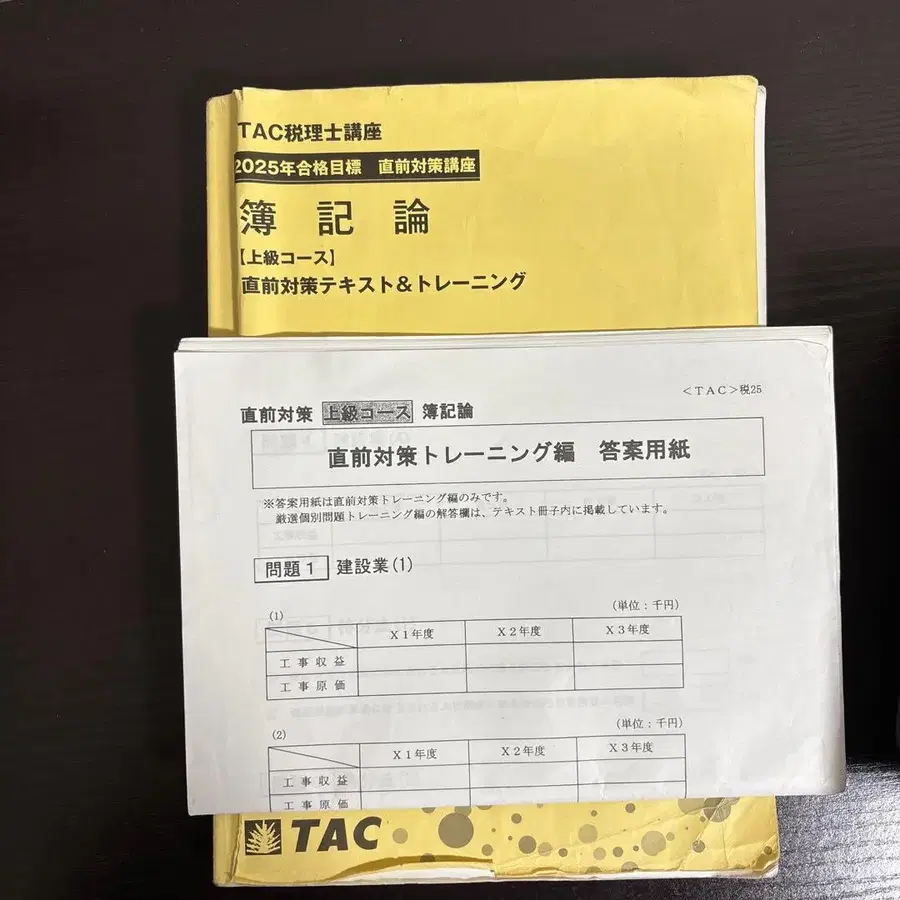 TAC税理士講座
2025年合格目標 直前対策講座
簿記論
【上級コース】
直前対策テキスト&トレーニング
<TAC>税25
直前対策 上級コース 簿記論
直前対策トレーニング編 答案用紙
※答案用紙は直前対策トレーニング編のみです。
厳選個別問題トレーニング編の解答欄は、テキスト冊子内に掲載しています。
問題1 建設業(1)
(1) (単位:千円)
X1年度 X2年度 X3年度
工事収益
工事原価
(2) (単位:千円)
X1年度 X2年度 X3年度
工事収益
工事原価
TAC